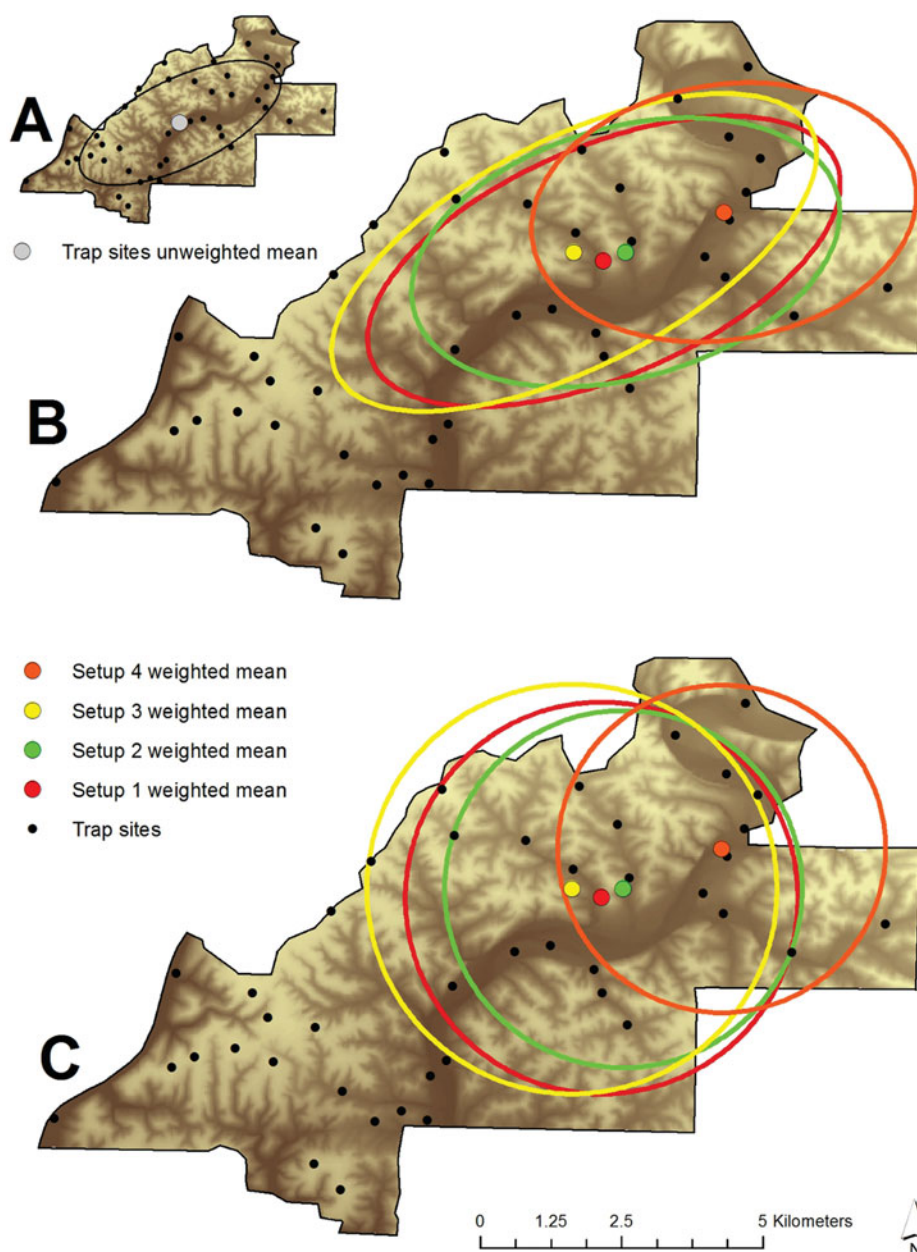 A
Trap sites unweighted mean
B
Setup 4 weighted mean
Setup 3 weighted mean
Setup 2 weighted mean
Setup 1 weighted mean
Trap sites
C
0 1.25 2.5 5 Kilometers
N